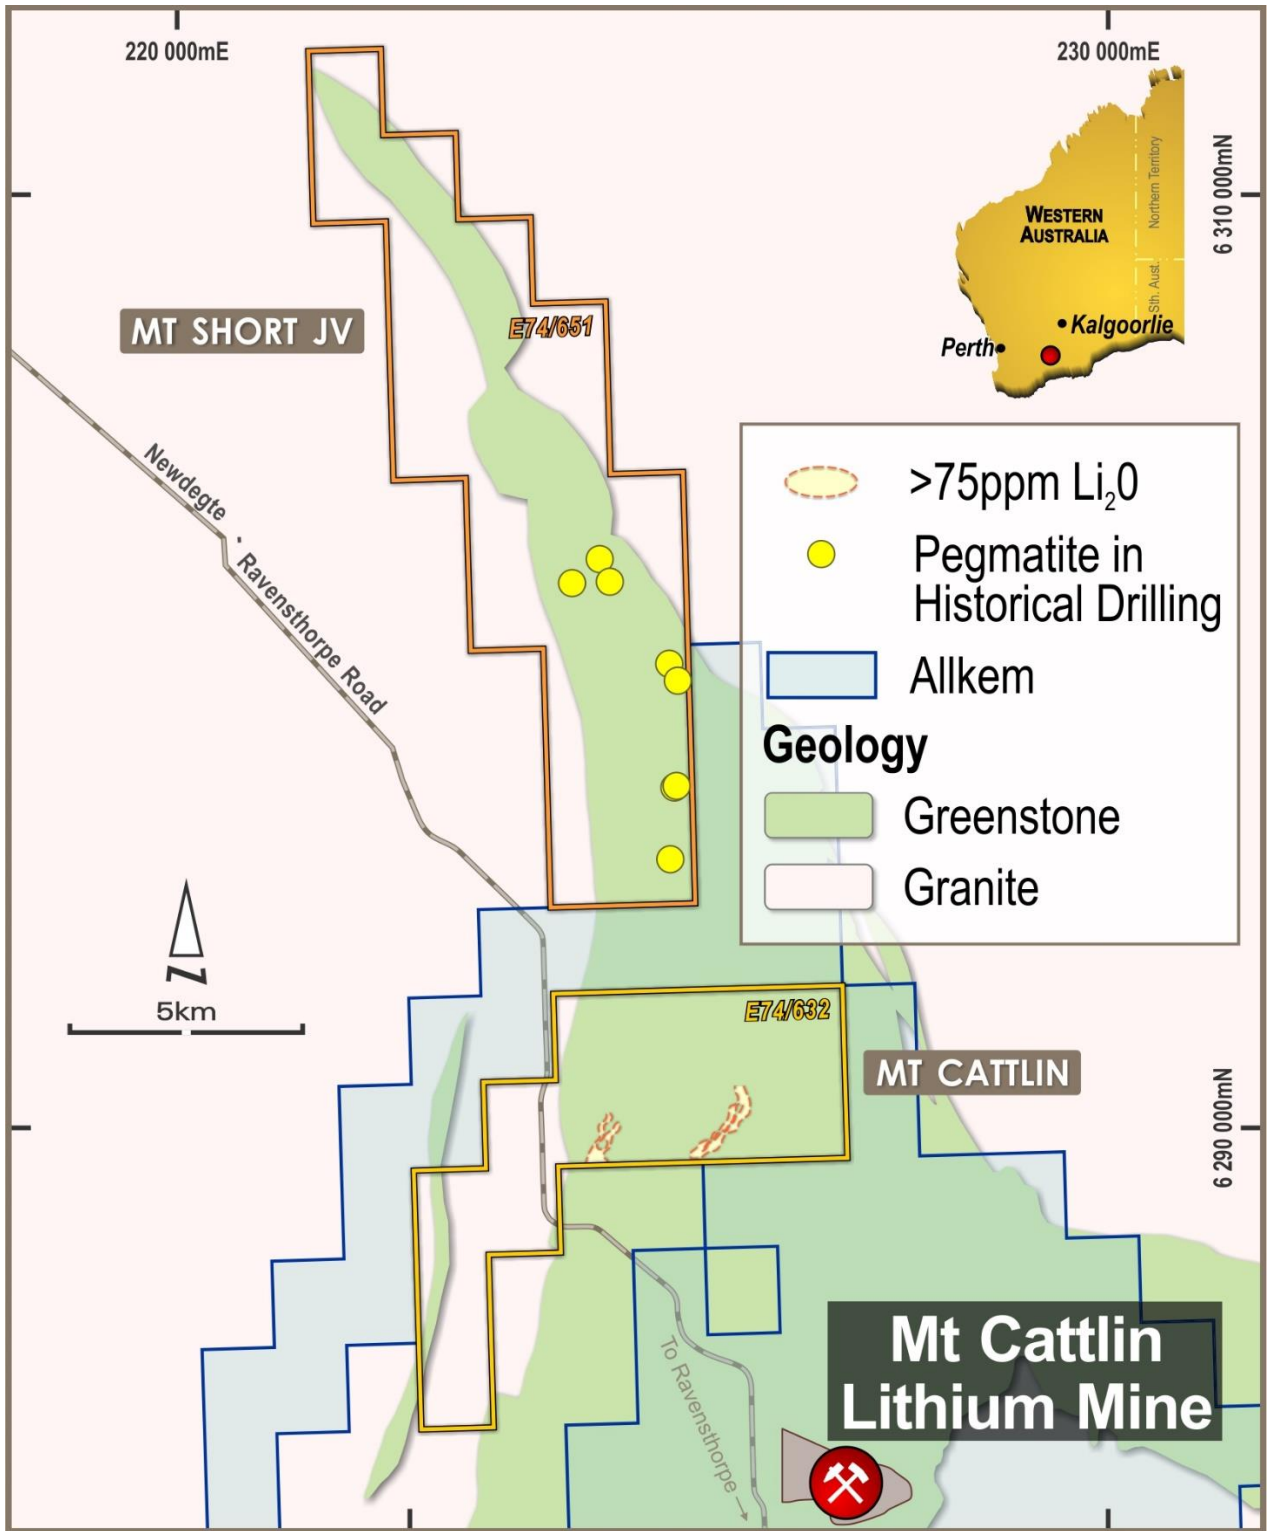 220 000mE
230 000mE
6 310 000mN
Northern Territory
WESTERN
AUSTRALIA
Sth. Aust.
Kalgoorlie
Perth
MT SHORT JV
E74/651
Newdegte - Ravensthorpe Road
>75ppm Li₂0
Pegmatite in
Historical Drilling
Allkem
Geology
Greenstone
Granite
N
5km
E74/632
MT CATTLIN
6 290 000mN
Mt Cattlin
Lithium Mine
To Ravensthorpe